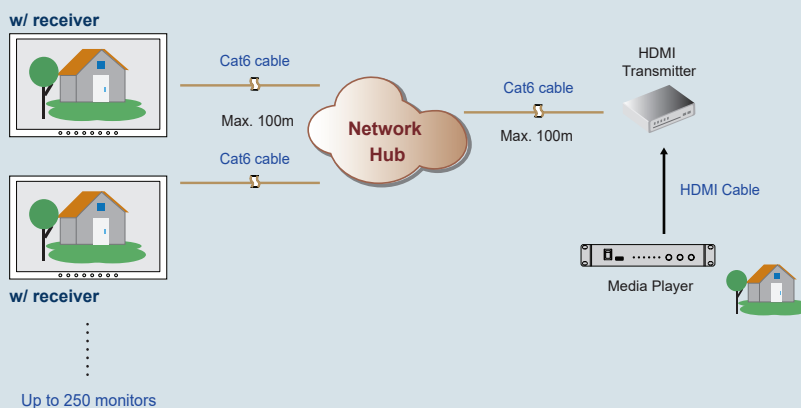 w/ receiver
Cat6 cable
Max. 100m
Cat6 cable
Network
Hub
Cat6 cable
Max. 100m
HDMI
Transmitter
HDMI Cable
Media Player
w/ receiver
Up to 250 monitors